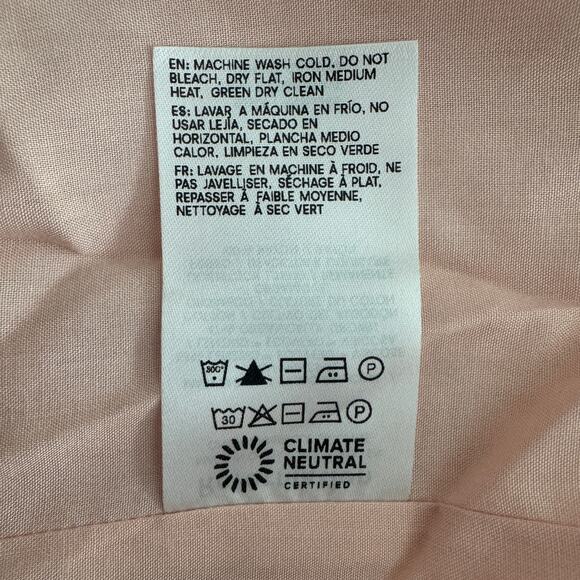 EN: MACHINE WASH COLD, DO NOT
BLEACH, DRY FLAT, IRON MEDIUM
HEAT, GREEN DRY CLEAN
ES: LAVAR A MÁQUINA EN FRÍO, NO
USAR LEJÍA, SECADO EN
HORIZONTAL, PLANCHA MEDIO
CALOR, LIMPIEZA EN SECO VERDE
FR: LAVAGE EN MACHINE À FROID, NE
PAS JAVELLISER, SÉCHAGE À PLAT,
REPASSER À FAIBLE MOYENNE,
NETTOYAGE À SEC VERT
30C° P
30 P
CLIMATE
NEUTRAL
CERTIFIED